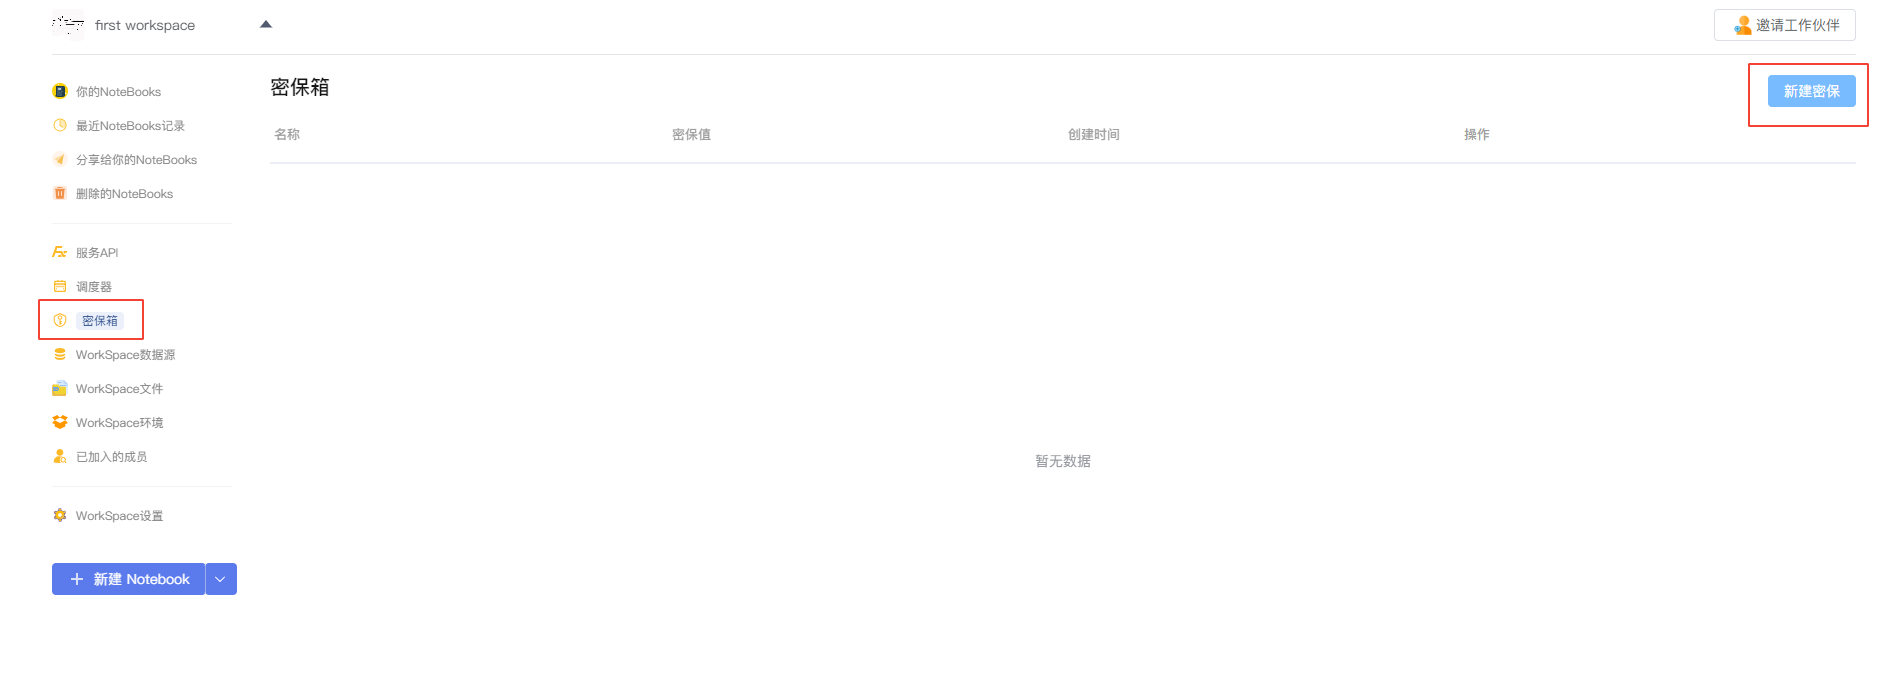 first workspace
邀请工作伙伴
你的NoteBooks
最近NoteBooks记录
分享给你的NoteBooks
删除的NoteBooks
服务API
调度器
密保箱
WorkSpace数据源
WorkSpace文件
WorkSpace环境
已加入的成员
WorkSpace设置
新建 Notebook
密保箱
新建密保
名称 密保值 创建时间 操作
暂无数据